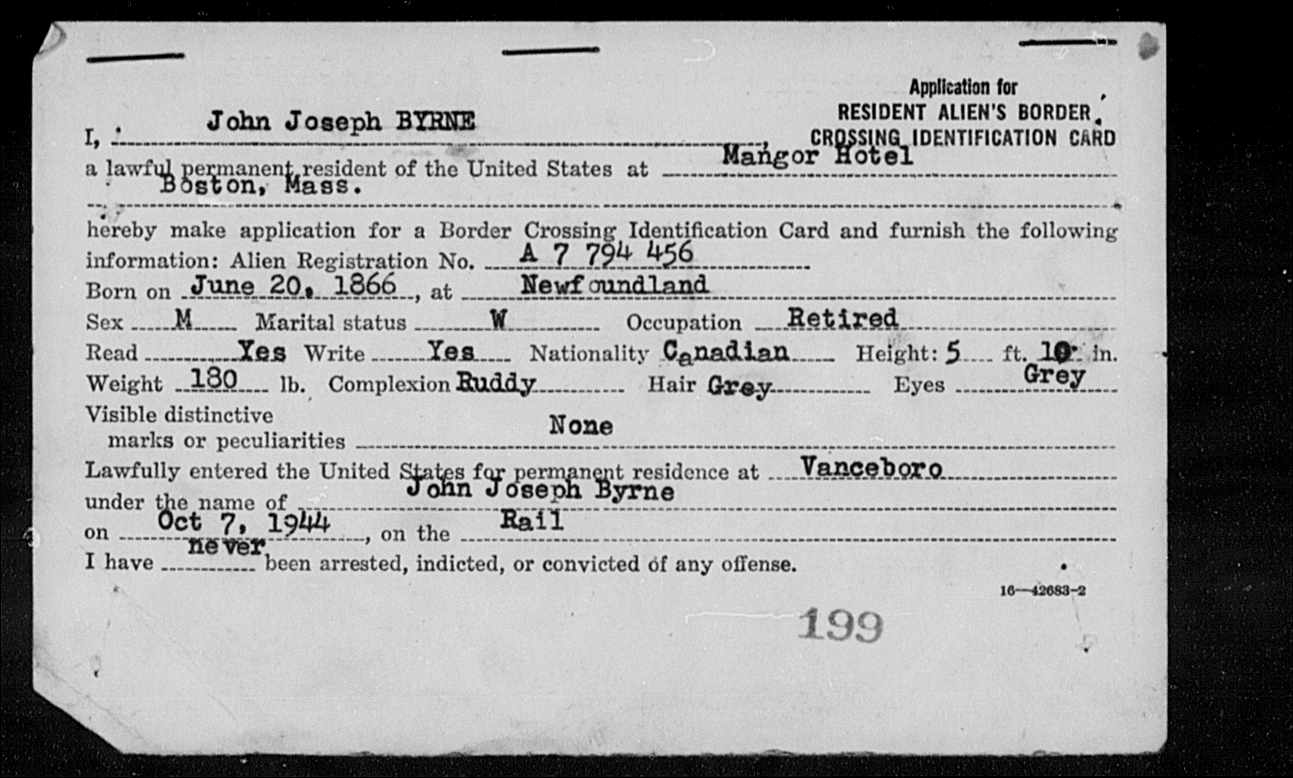 Application for
RESIDENT ALIEN'S BORDER
CROSSING IDENTIFICATION CARD
I, John Joseph BYRNE,
a lawful permanent resident of the United States at Mangor Hotel
Boston, Mass.
hereby make application for a Border Crossing Identification Card and furnish the following
information: Alien Registration No. A 7 794 456
Born on June 20, 1866, at Newfoundland
Sex M Marital status W Occupation Retired
Read Yes Write Yes Nationality Canadian Height: 5 ft. 10 in.
Weight 180 lb. Complexion Ruddy Hair Grey Eyes Grey
Visible distinctive
marks or peculiarities None
Lawfully entered the United States for permanent residence at Vanceboro
under the name of John Joseph Byrne
on Oct 7, 1944, on the Rail
I have never been arrested, indicted, or convicted of any offense.
16—42683-2
199